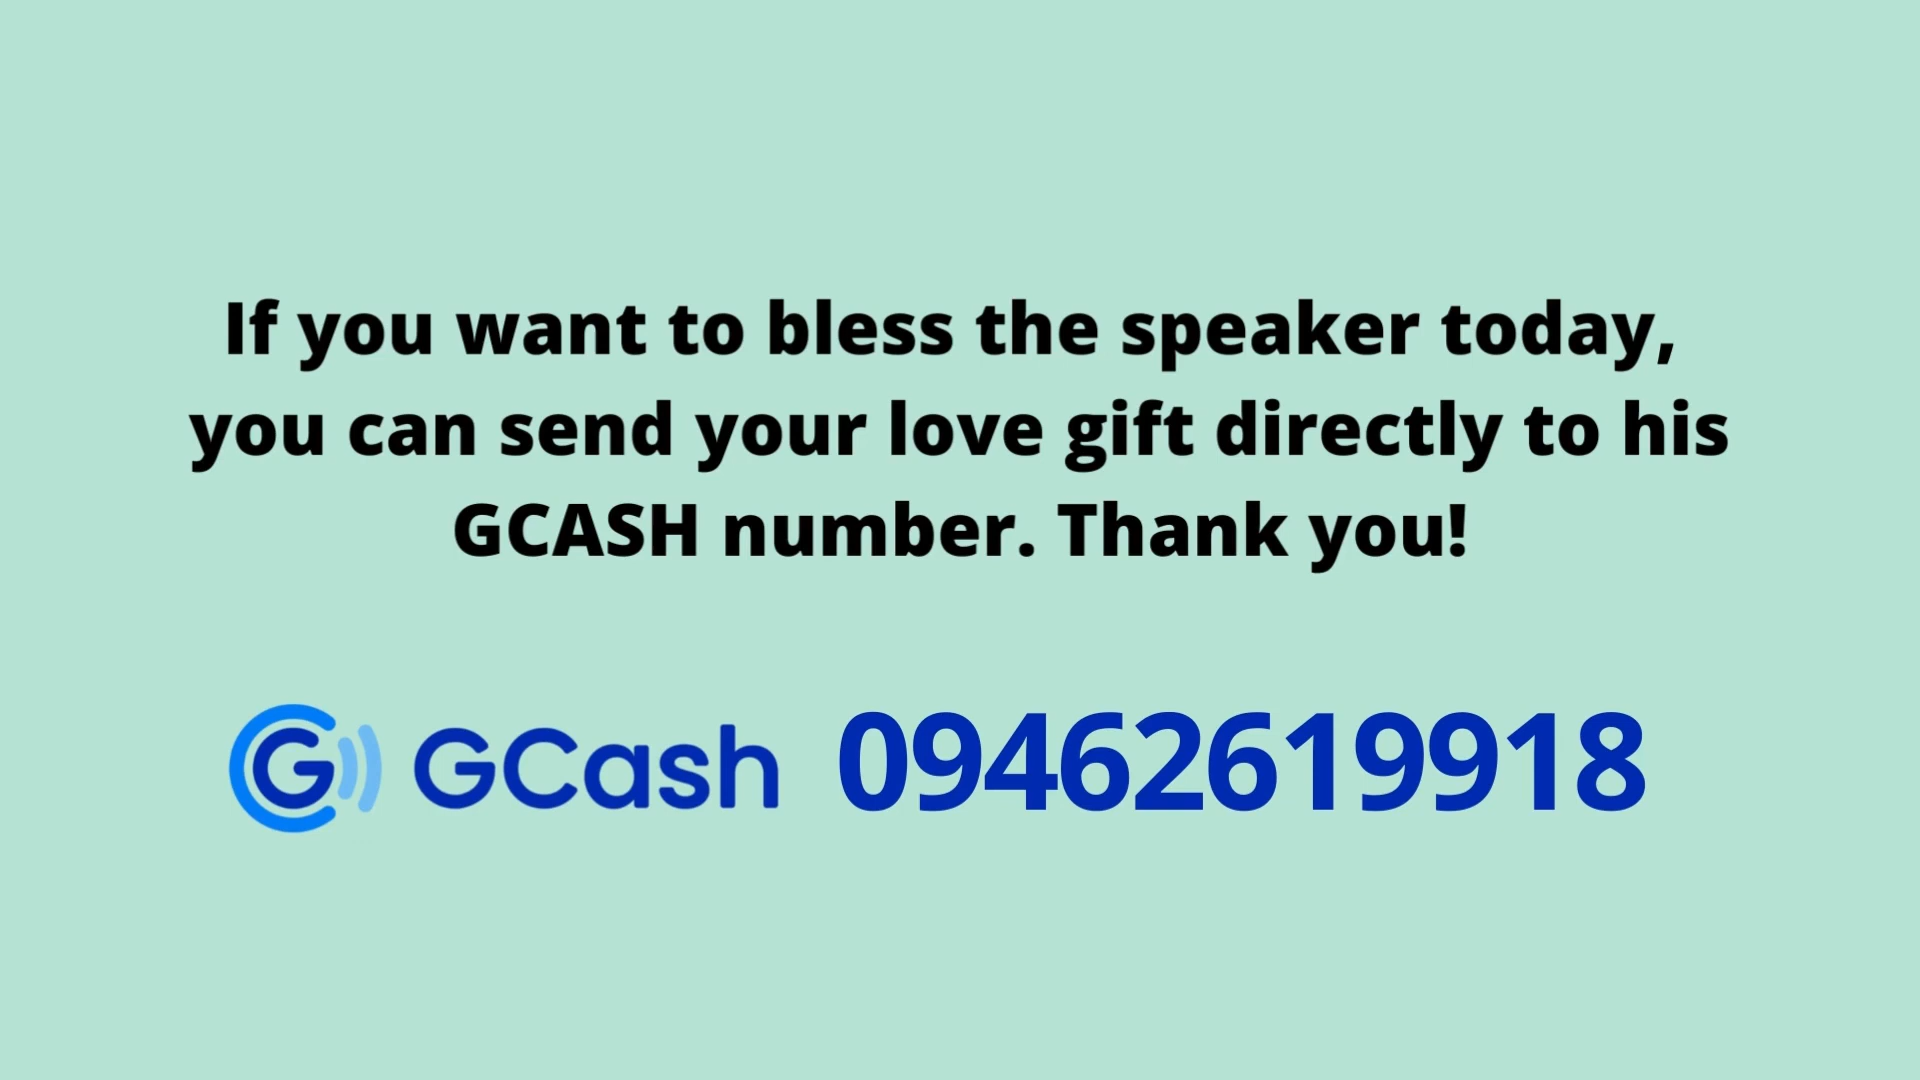 If you want to bless the speaker today,
you can send your love gift directly to his
GCASH number. Thank you!
GCash 09462619918